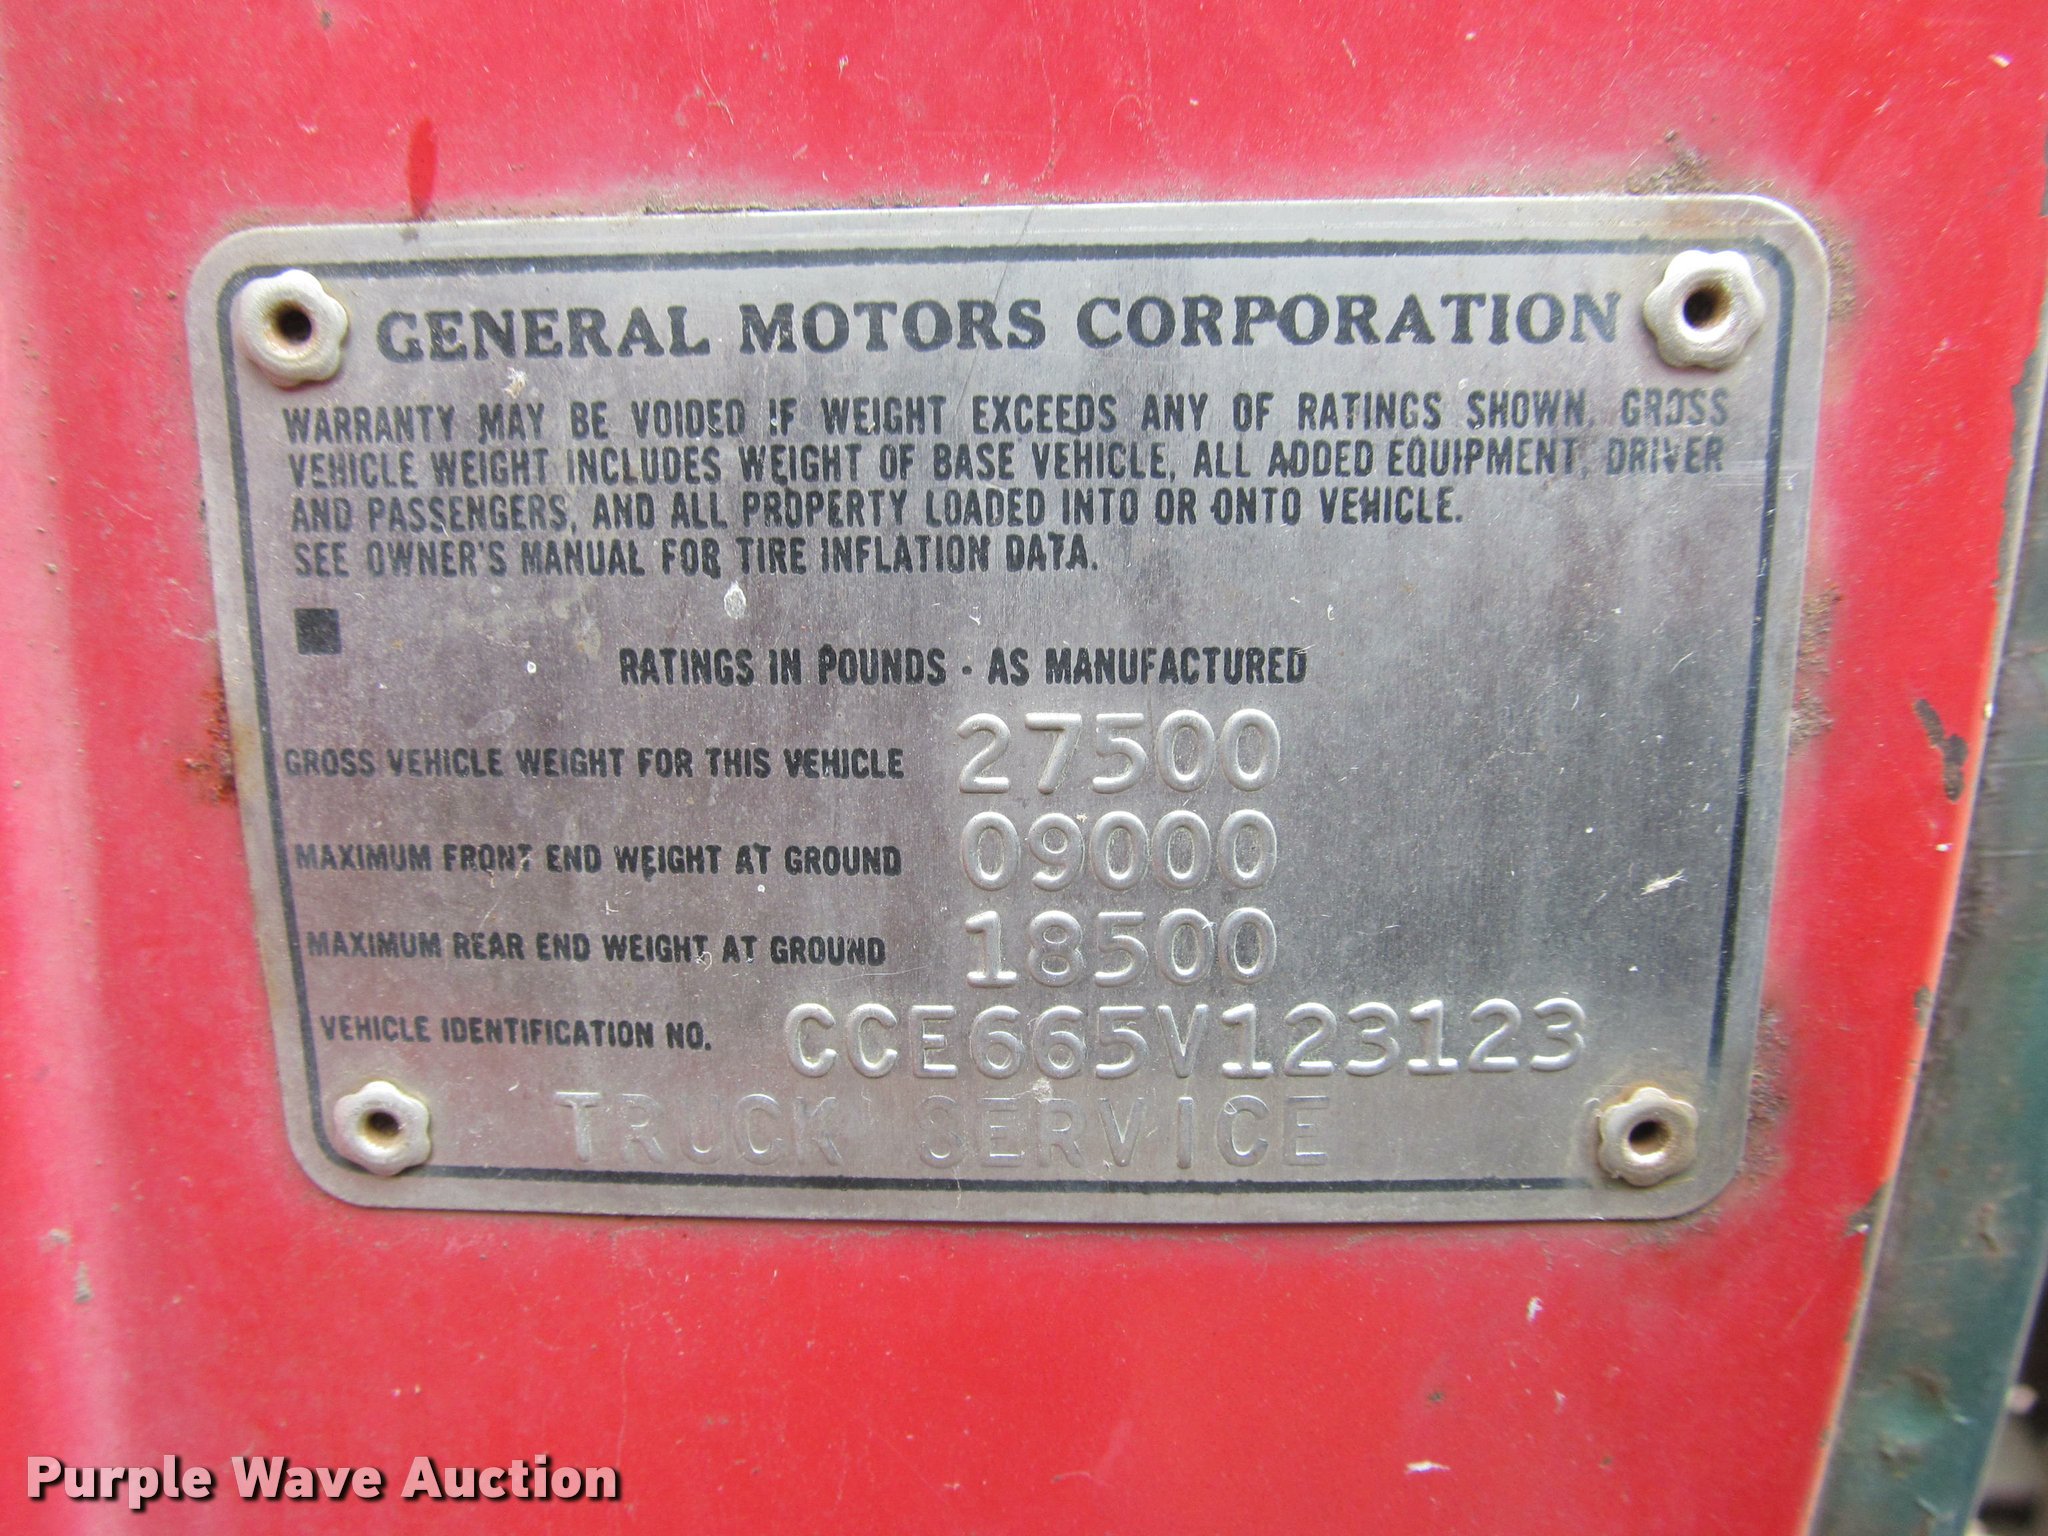 GENERAL MOTORS CORPORATION
WARRANTY MAY BE VOIDED IF WEIGHT EXCEEDS ANY OF RATINGS SHOWN. GROSS
VEHICLE WEIGHT INCLUDES WEIGHT OF BASE VEHICLE, ALL ADDED EQUIPMENT, DRIVER
AND PASSENGERS, AND ALL PROPERTY LOADED INTO OR ONTO VEHICLE.
SEE OWNER'S MANUAL FOR TIRE INFLATION DATA.
RATINGS IN POUNDS - AS MANUFACTURED
GROSS VEHICLE WEIGHT FOR THIS VEHICLE 27500
MAXIMUM FRONT END WEIGHT AT GROUND 09000
MAXIMUM REAR END WEIGHT AT GROUND 18500
VEHICLE IDENTIFICATION NO. CCE665V123123
TRUCK SERVICE
Purple Wave Auction